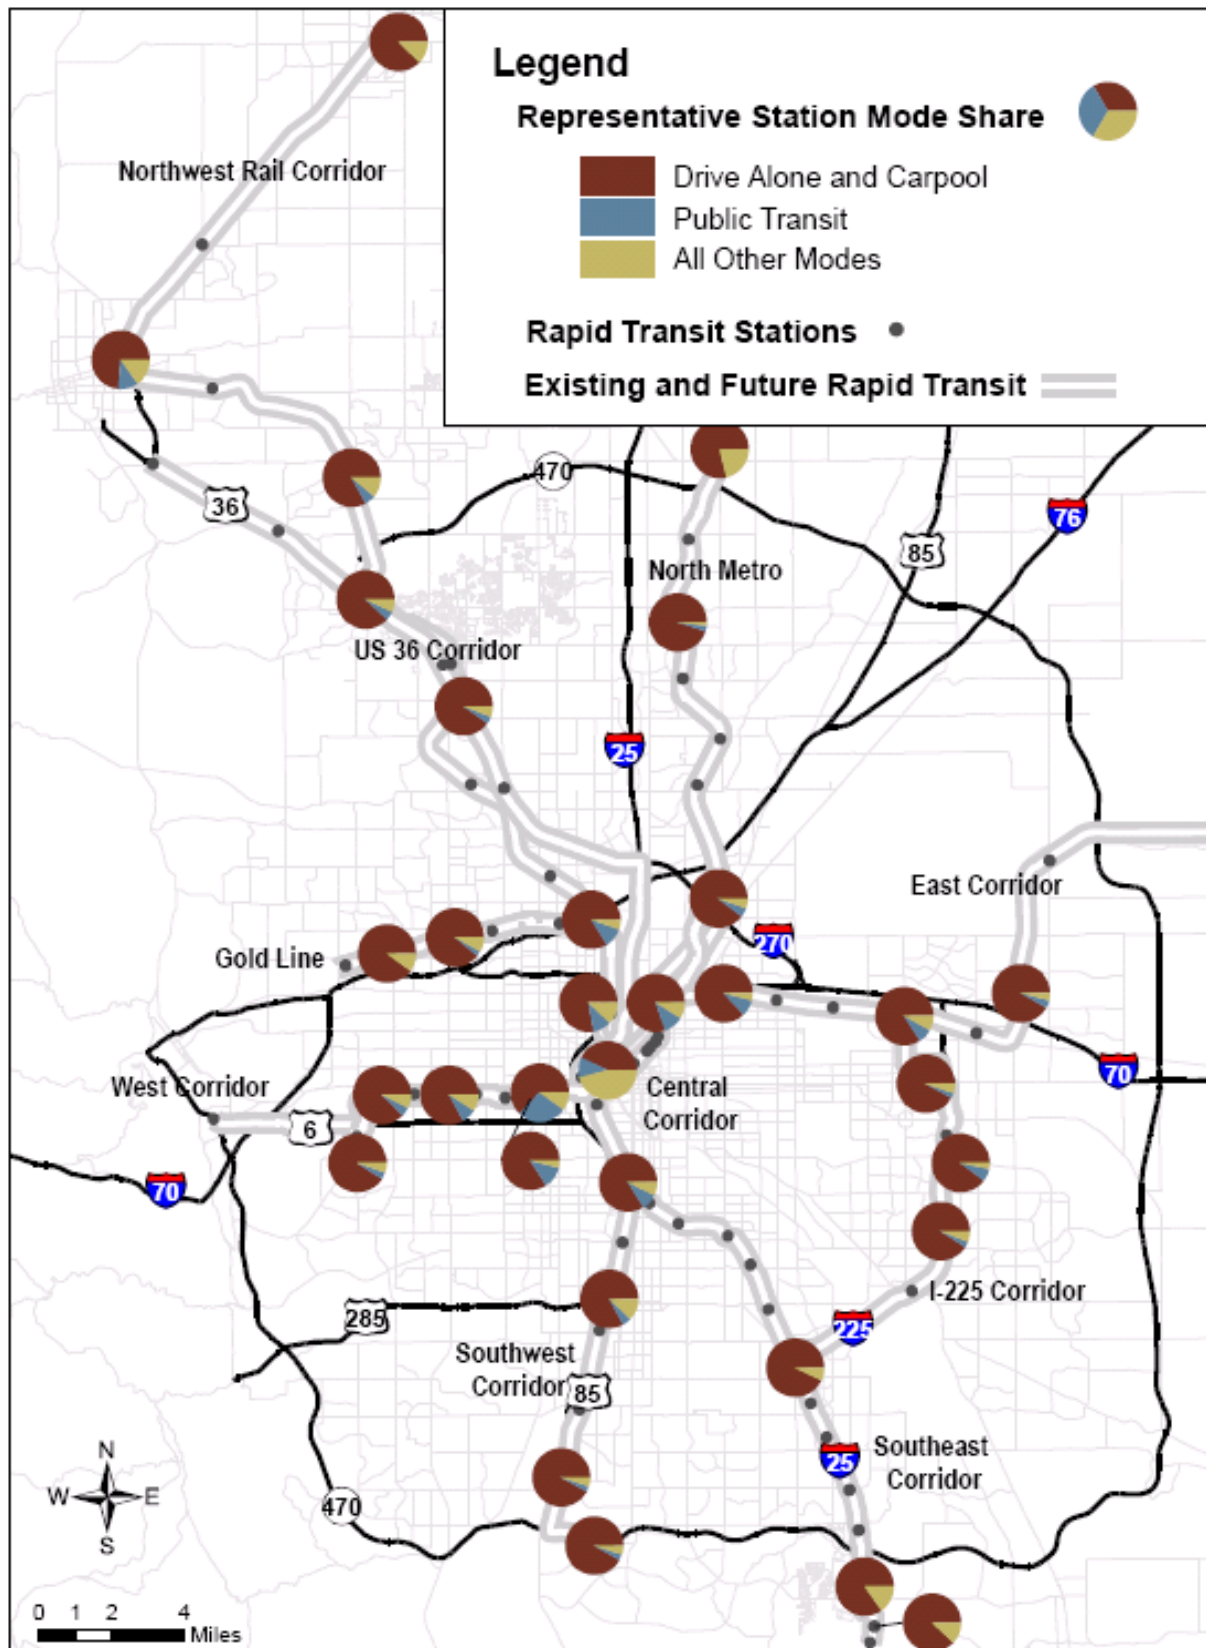 Legend
Representative Station Mode Share
Drive Alone and Carpool
Public Transit
All Other Modes
Rapid Transit Stations
Existing and Future Rapid Transit
Northwest Rail Corridor
470
36
76
85
North Metro
US 36 Corridor
25
East Corridor
Gold Line
270
West Corridor
70
Central
Corridor
6
70
I-225 Corridor
285
225
Southwest
Corridor
85
Southeast
Corridor
25
470
N
W E
S
0 1 2 4
Miles